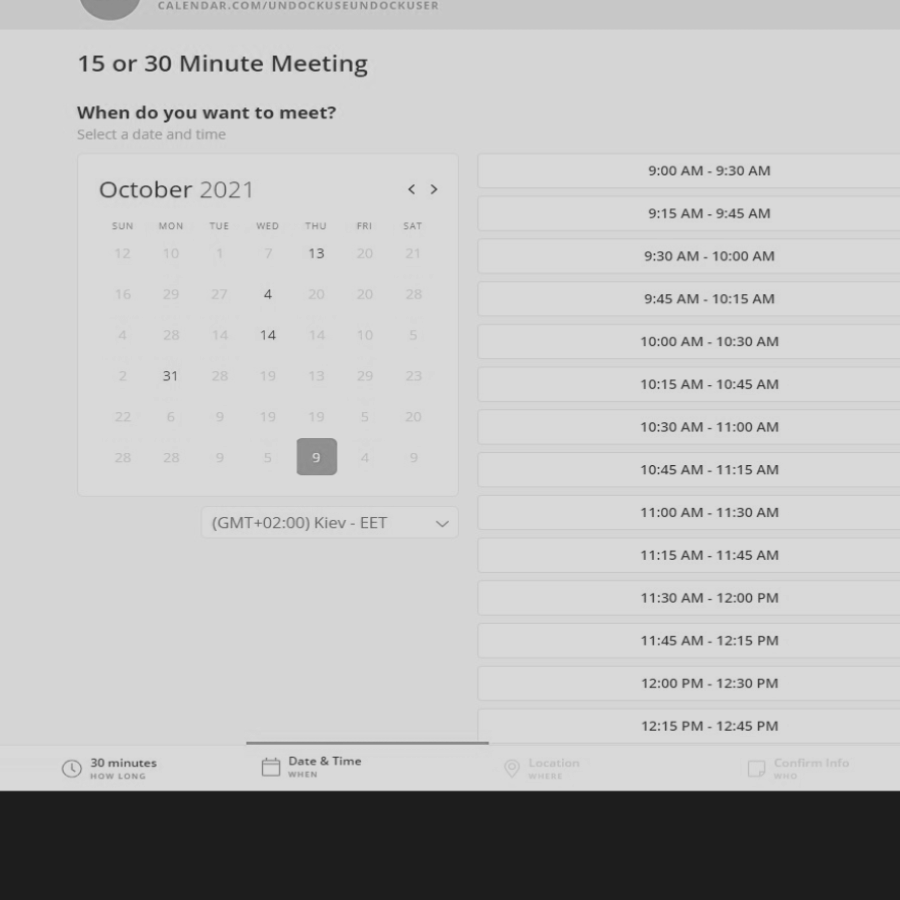 CALENDAR.COM/UNDOCKUSEUNDOCKUSER
15 or 30 Minute Meeting
When do you want to meet?
Select a date and time
October 2021 < >
SUN MON TUE WED THU FRI SAT
12 10 1 7 13 20 21
16 29 27 4 20 20 28
4 28 14 14 14 10 5
2 31 28 19 13 29 23
22 6 9 19 19 5 20
28 28 9 5 9 4 9
(GMT+02:00) Kiev - EET
9:00 AM - 9:30 AM
9:15 AM - 9:45 AM
9:30 AM - 10:00 AM
9:45 AM - 10:15 AM
10:00 AM - 10:30 AM
10:15 AM - 10:45 AM
10:30 AM - 11:00 AM
10:45 AM - 11:15 AM
11:00 AM - 11:30 AM
11:15 AM - 11:45 AM
11:30 AM - 12:00 PM
11:45 AM - 12:15 PM
12:00 PM - 12:30 PM
12:15 PM - 12:45 PM
30 minutes
HOW LONG
Date & Time
WHEN
Location
WHERE
Confirm Info
WHO